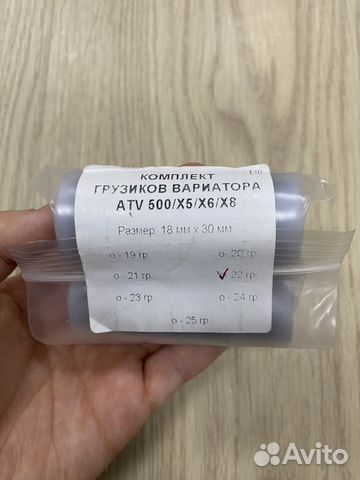 КОМПЛЕКТ
ГРУЗИКОВ ВАРИАТОРА
ATV 500/X5/X6/X8
Размер: 18 мм х 30 мм
о - 19 гр о - 20 гр
о - 21 гр 22 гр
о - 23 гр о - 24 гр
о - 25 гр
Avito